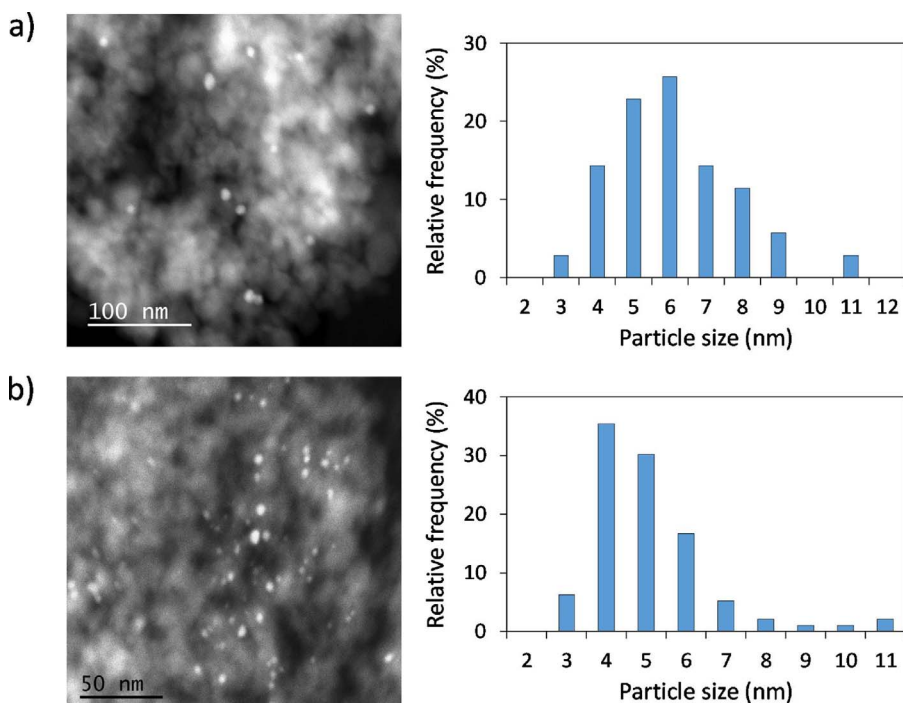 a)
100 nm
Relative frequency (%)
30
20
10
0
2 3 4 5 6 7 8 9 10 11 12
Particle size (nm)
b)
50 nm
Relative frequency (%)
40
30
20
10
0
2 3 4 5 6 7 8 9 10 11
Particle size (nm)